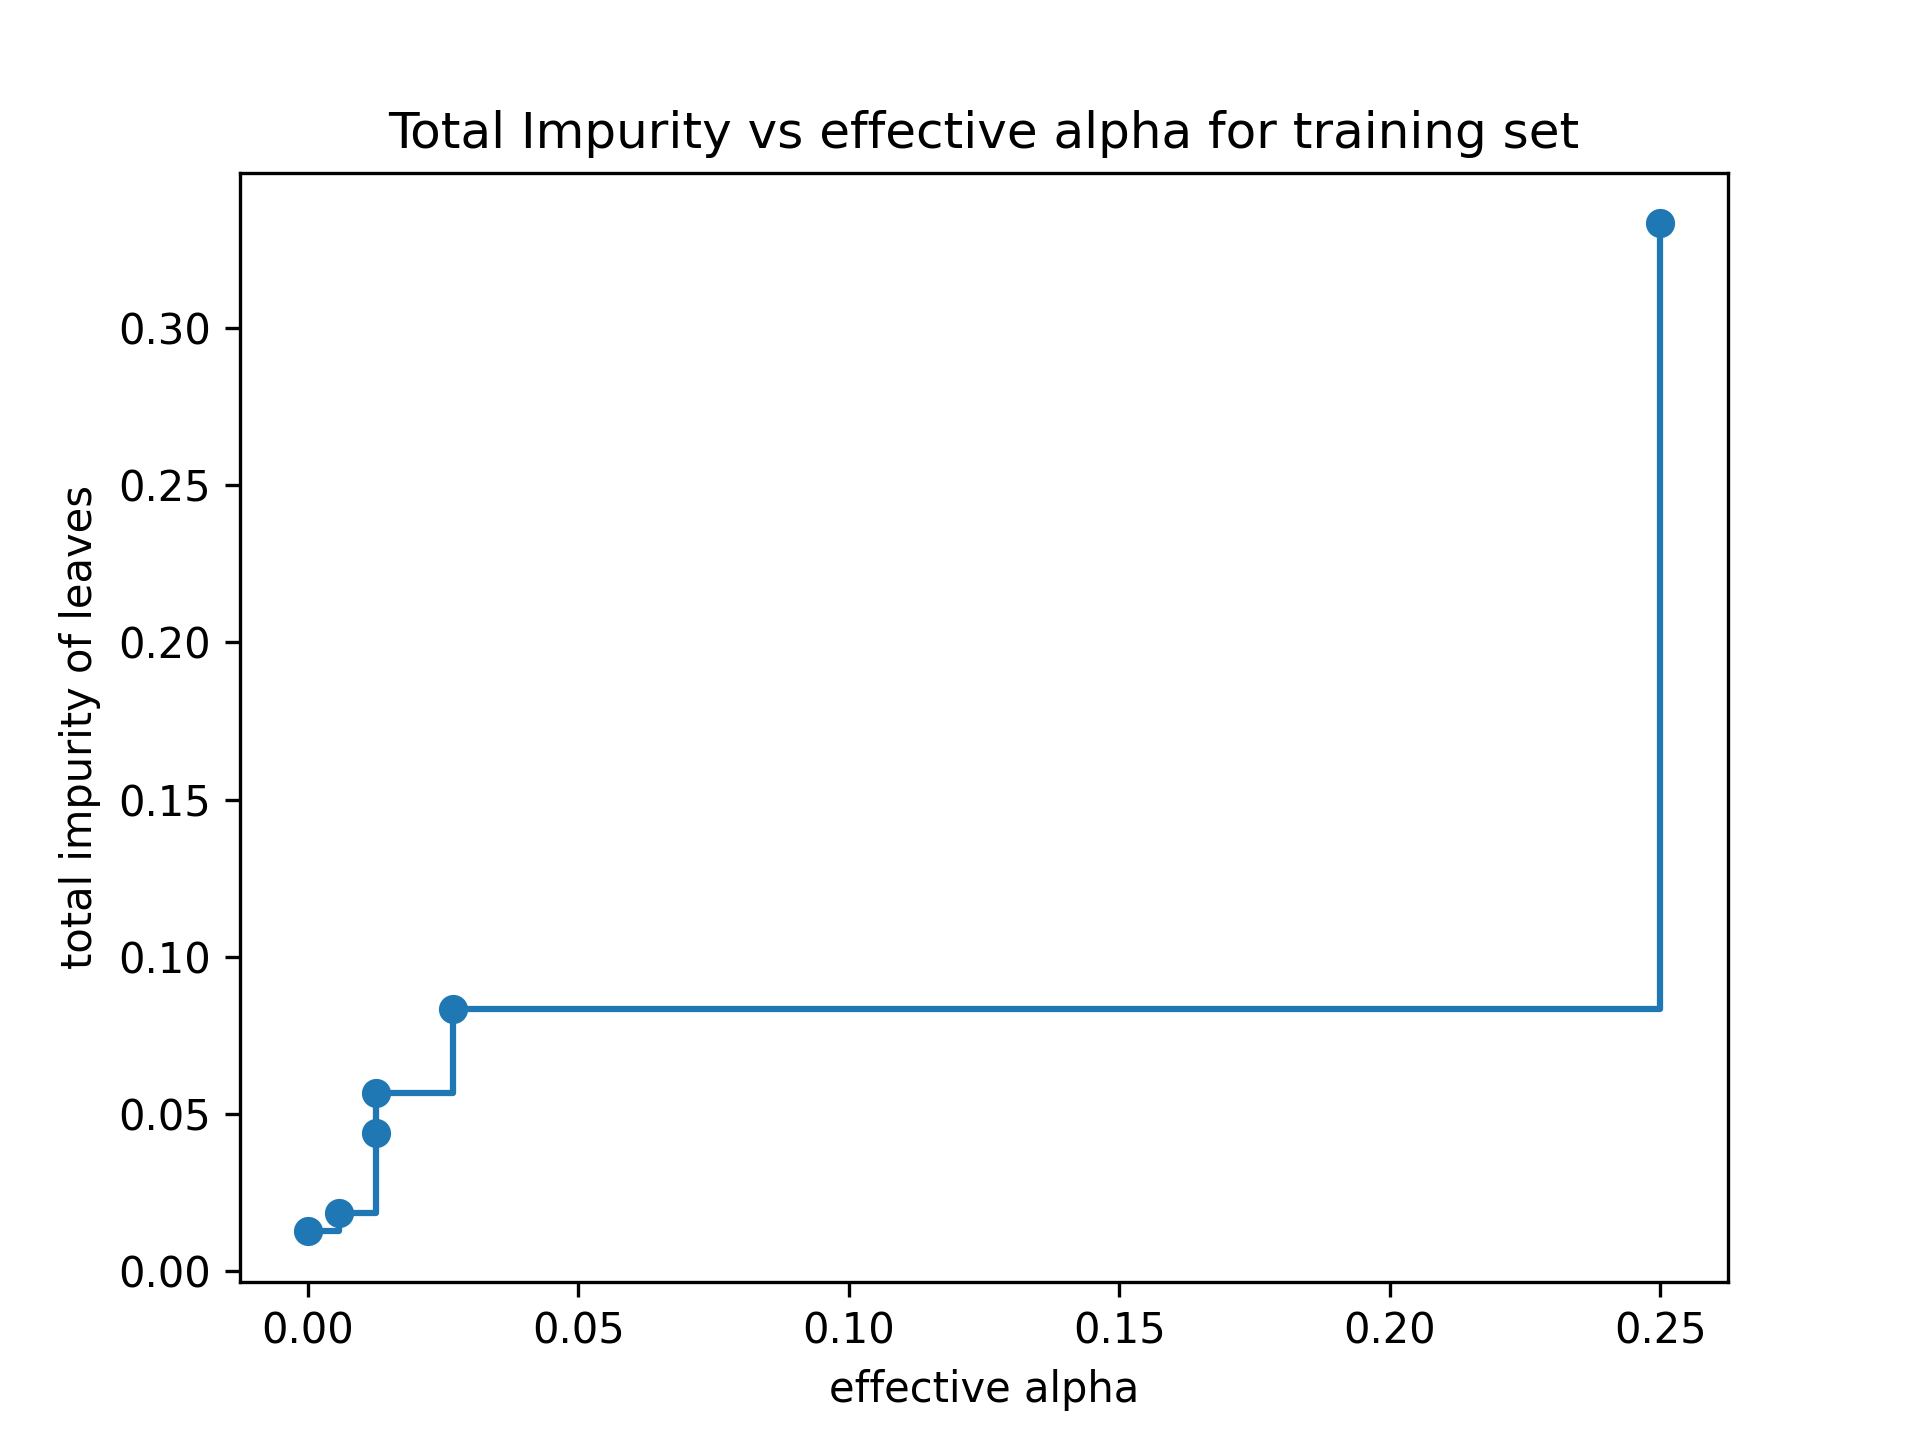 Total Impurity vs effective alpha for training set
total impurity of leaves
0.30
0.25
0.20
0.15
0.10
0.05
0.00
0.00 0.05 0.10 0.15 0.20 0.25
effective alpha